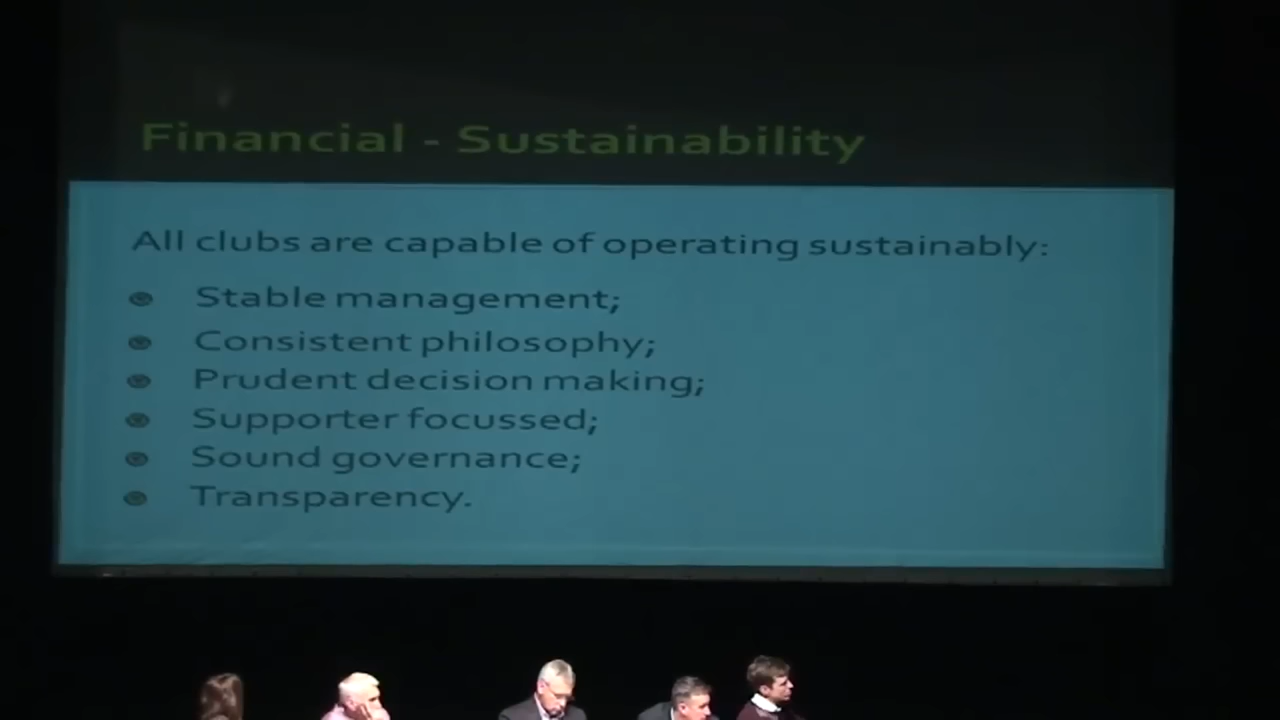 Financial - Sustainability
All clubs are capable of operating sustainably:
Stable management;
Consistent philosophy;
Prudent decision making;
Supporter focussed;
Sound governance;
Transparency.